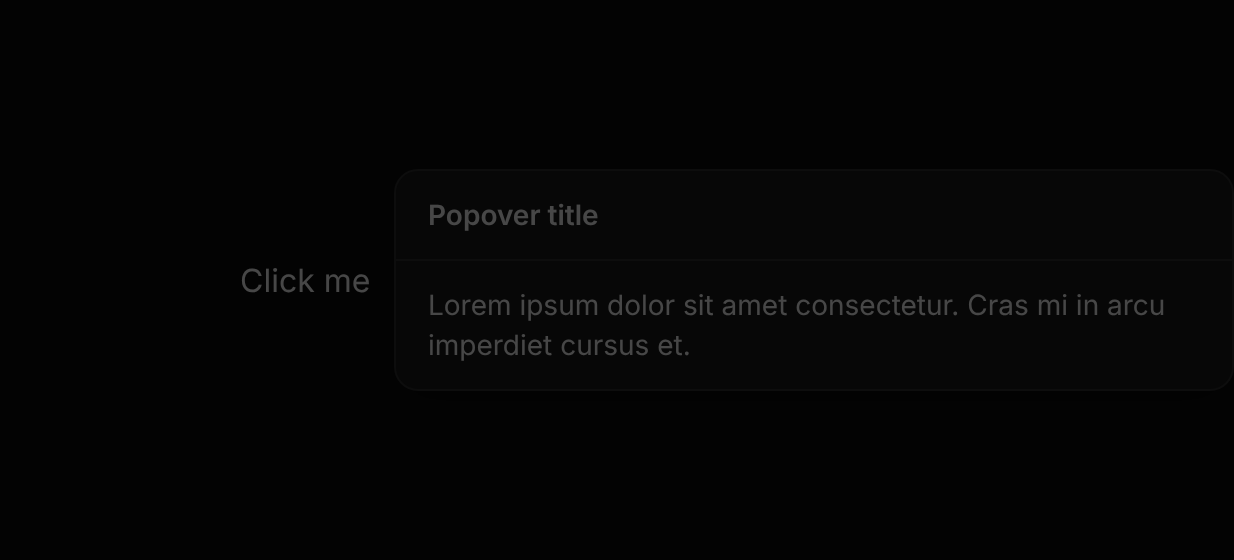 Popover title
Click me
Lorem ipsum dolor sit amet consectetur. Cras mi in arcu
imperdiet cursus et.